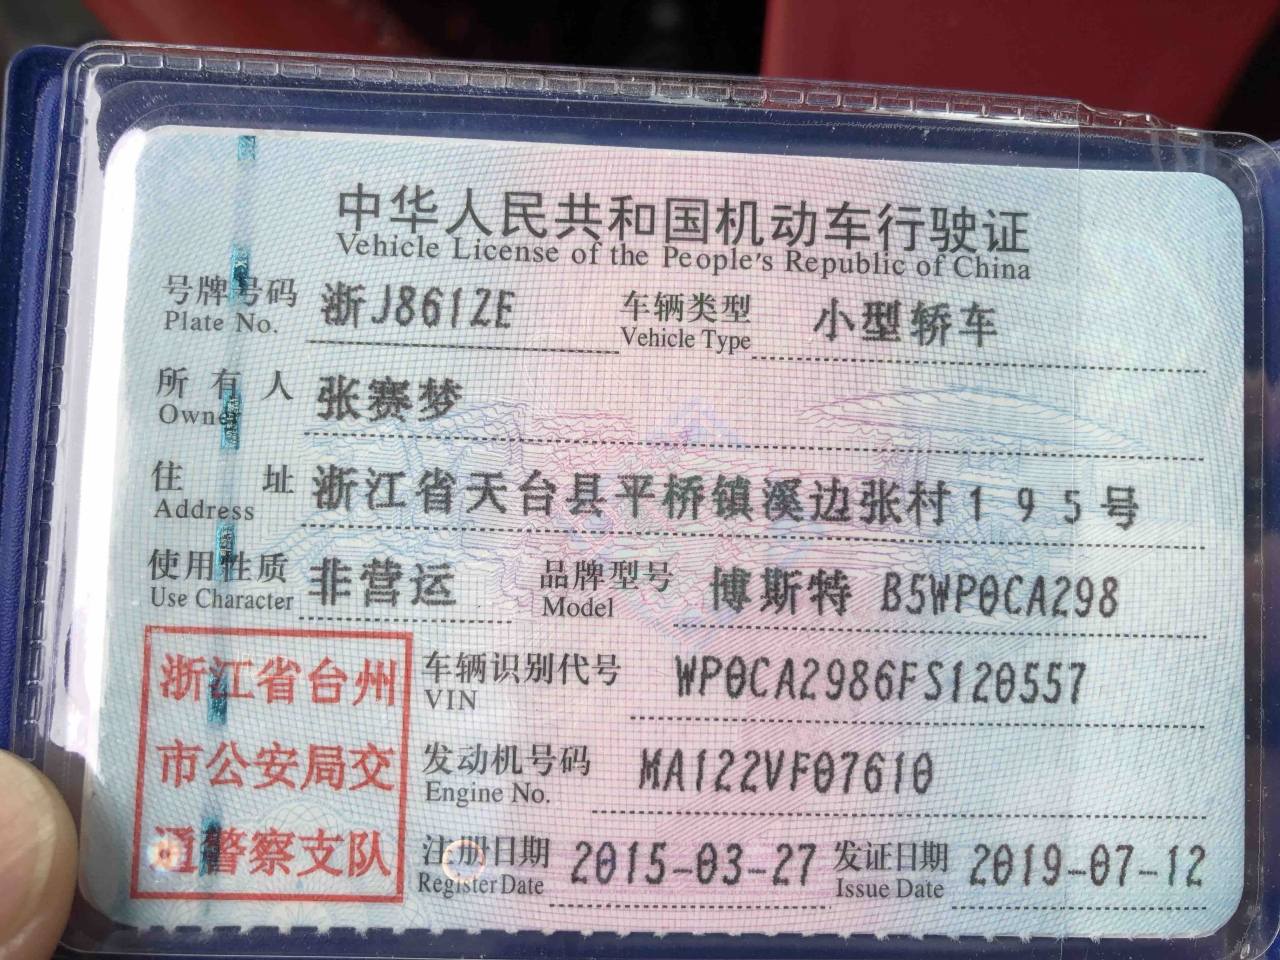 中华人民共和国机动车行驶证
Vehicle License of the People's Republic of China
号牌号码 浙J861ZE 车辆类型 小型轿车
Plate No. Vehicle Type
所有人 张赛梦
Owner
住址 浙江省天台县平桥镇溪边张村195号
Address
使用性质 非营运 品牌型号 博斯特 B5WP0CA298
Use Character Model
浙江省台州 车辆识别代号 WP0CA2986FS120557
VIN
市公安局交 发动机号码 MA122VF07610
Engine No.
通警察支队 注册日期 2015-03-27 发证日期 2019-07-12
Register Date Issue Date